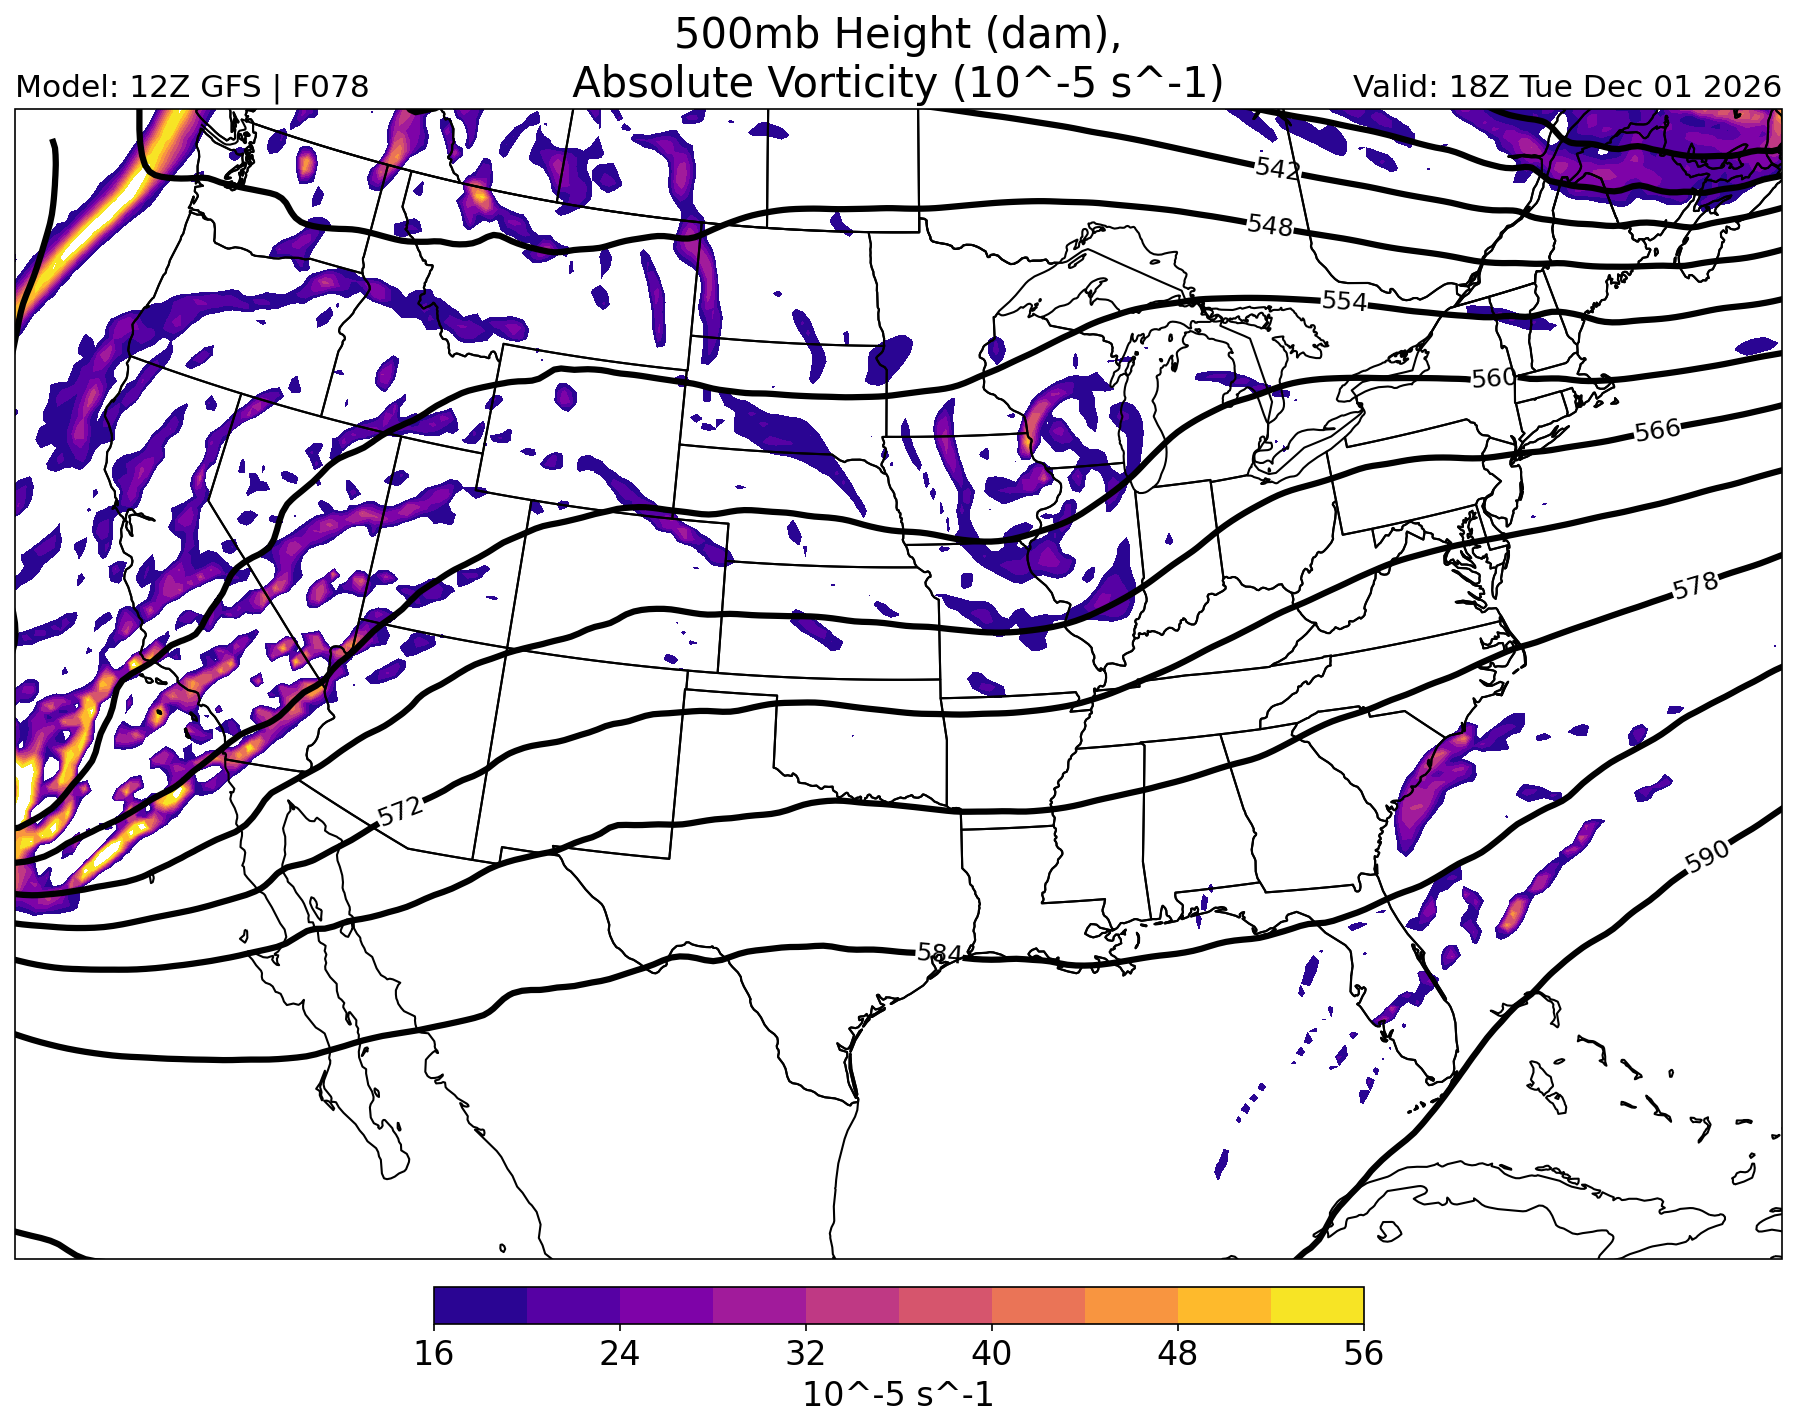 500mb Height (dam),
Absolute Vorticity (10^-5 s^-1)
Model: 12Z GFS | F078
Valid: 18Z Tue Dec 01 2026
542
548
554
560
566
578
572
590
584
16 24 32 40 48 56
10^-5 s^-1